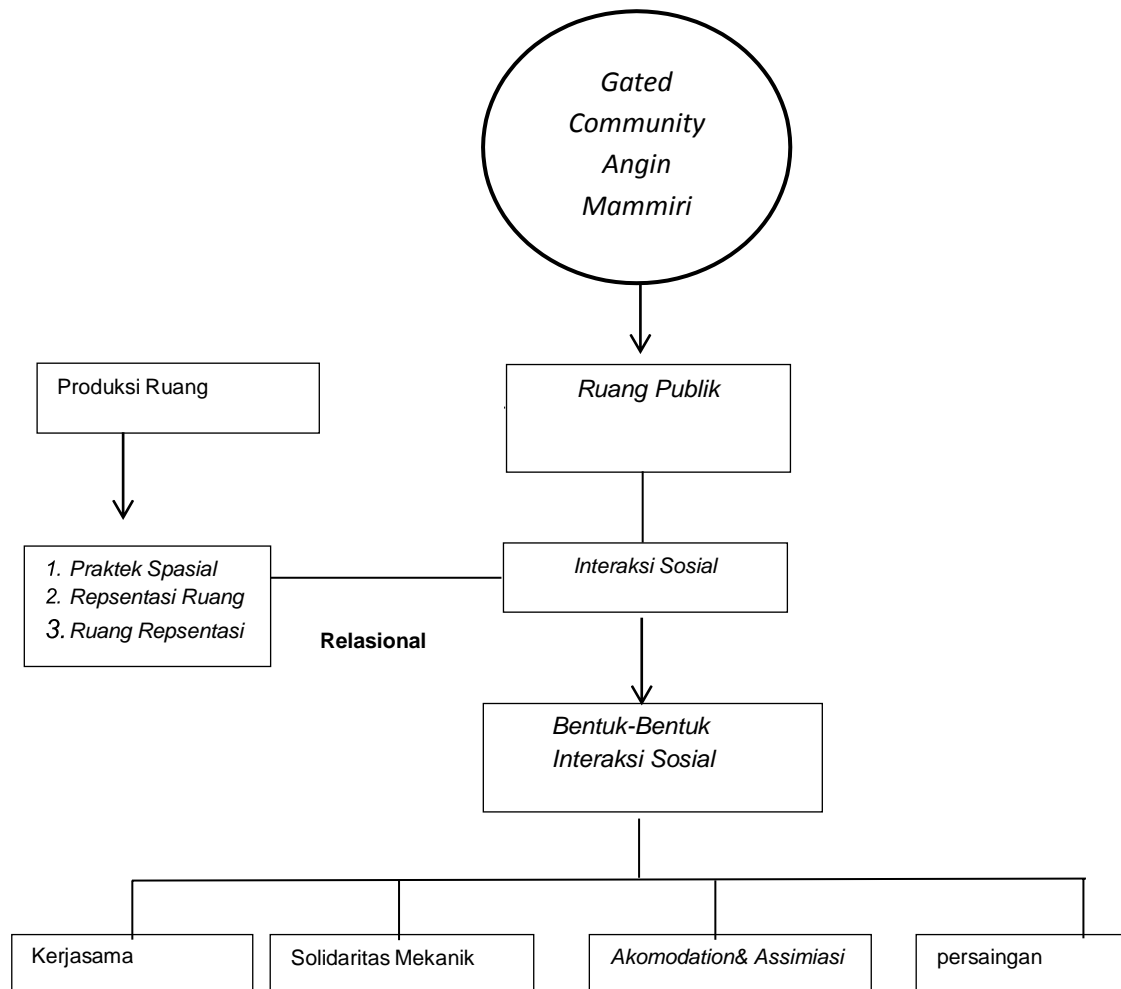 Gated
Community
Angin
Mammiri
Produksi Ruang
Ruang Publik
1. Praktek Spasial
2. Repsentasi Ruang
3. Ruang Repsentasi
Interaksi Sosial
Relasional
Bentuk-Bentuk
Interaksi Sosial
Kerjasama
Solidaritas Mekanik
Akomodation& Assimiasi
persaingan